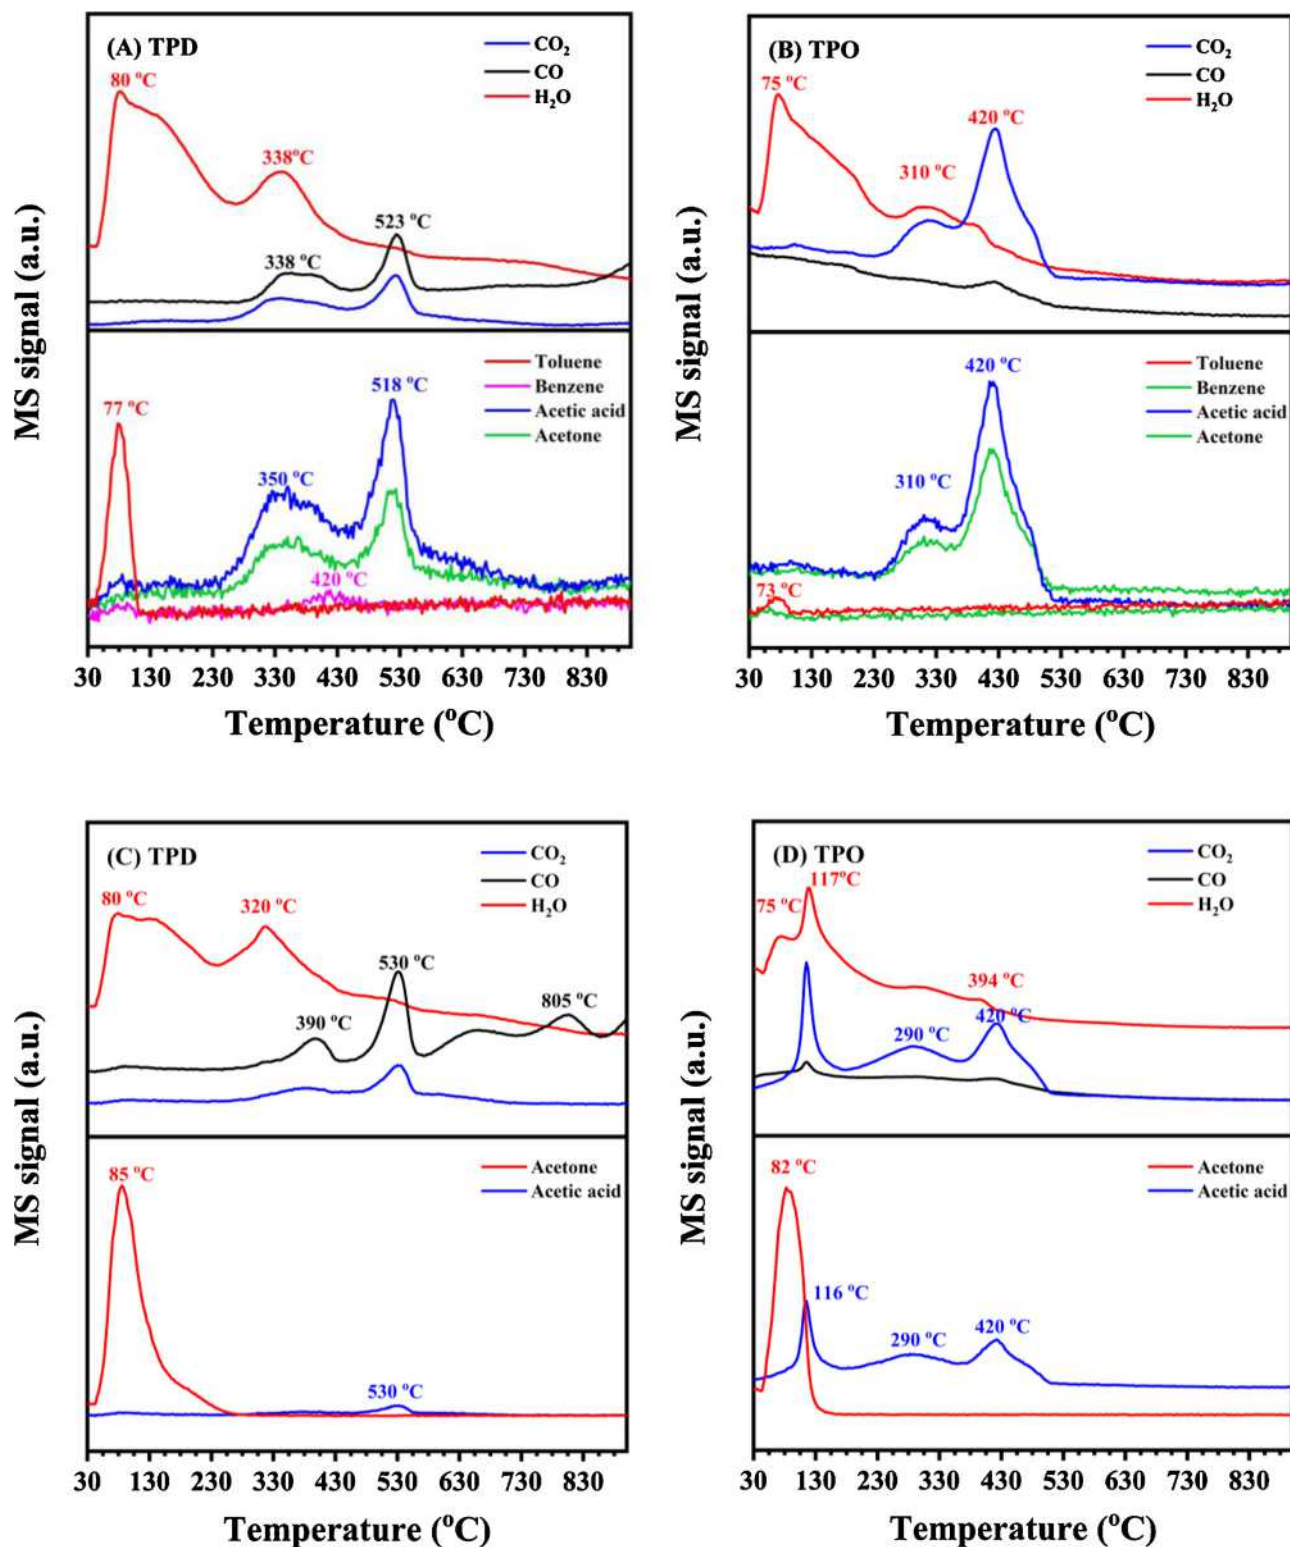 (A) TPD
CO₂
CO
H₂O
80 °C
338°C
523 °C
338 °C
Toluene
Benzene
Acetic acid
Acetone
77 °C
518 °C
350 °C
420 °C
MS signal (a.u.)
30 130 230 330 430 530 630 730 830
Temperature (°C)
(B) TPO
CO₂
CO
H₂O
75 °C
420 °C
310 °C
Toluene
Benzene
Acetic acid
Acetone
420 °C
310 °C
73 °C
MS signal (a.u.)
30 130 230 330 430 530 630 730 830
Temperature (°C)
(C) TPD
CO₂
CO
H₂O
80 °C
320 °C
530 °C
390 °C
805 °C
Acetone
Acetic acid
85 °C
530 °C
MS signal (a.u.)
30 130 230 330 430 530 630 730 830
Temperature (°C)
(D) TPO
CO₂
CO
H₂O
117°C
75 °C
394 °C
420 °C
290 °C
Acetone
Acetic acid
82 °C
116 °C
290 °C
420 °C
MS signal (a.u.)
30 130 230 330 430 530 630 730 830
Temperature (°C)